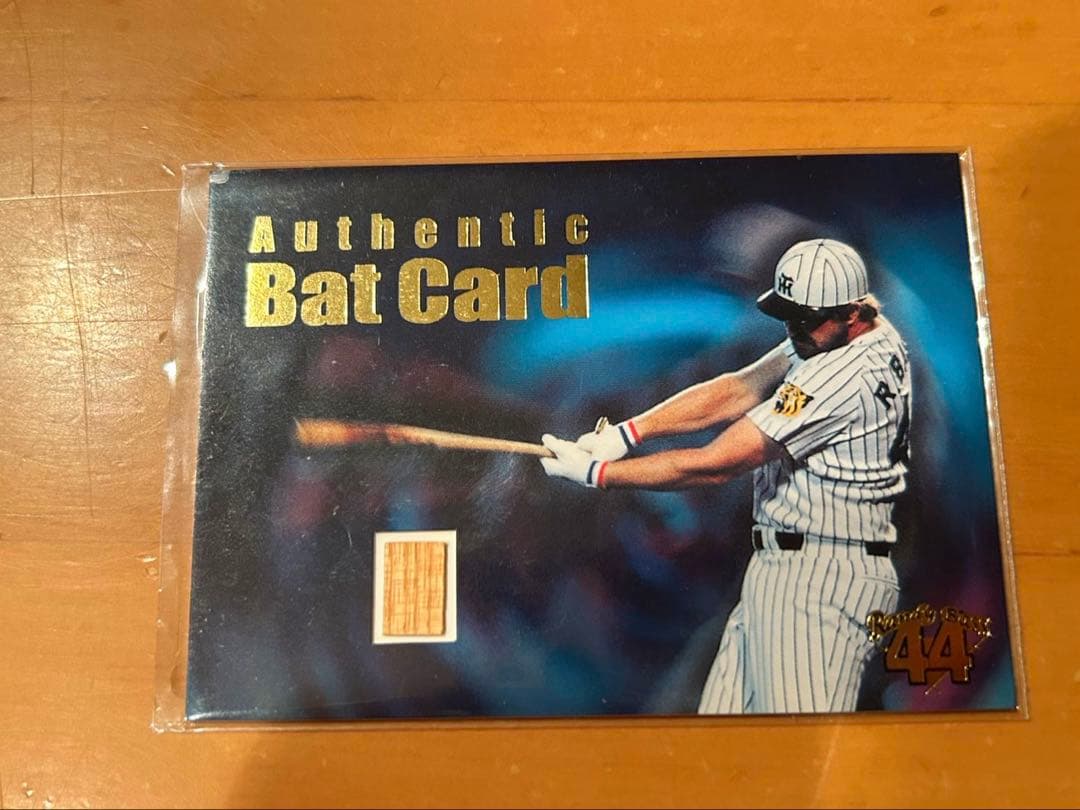 Authentic
Bat Card
R. B
Randy Bass
44